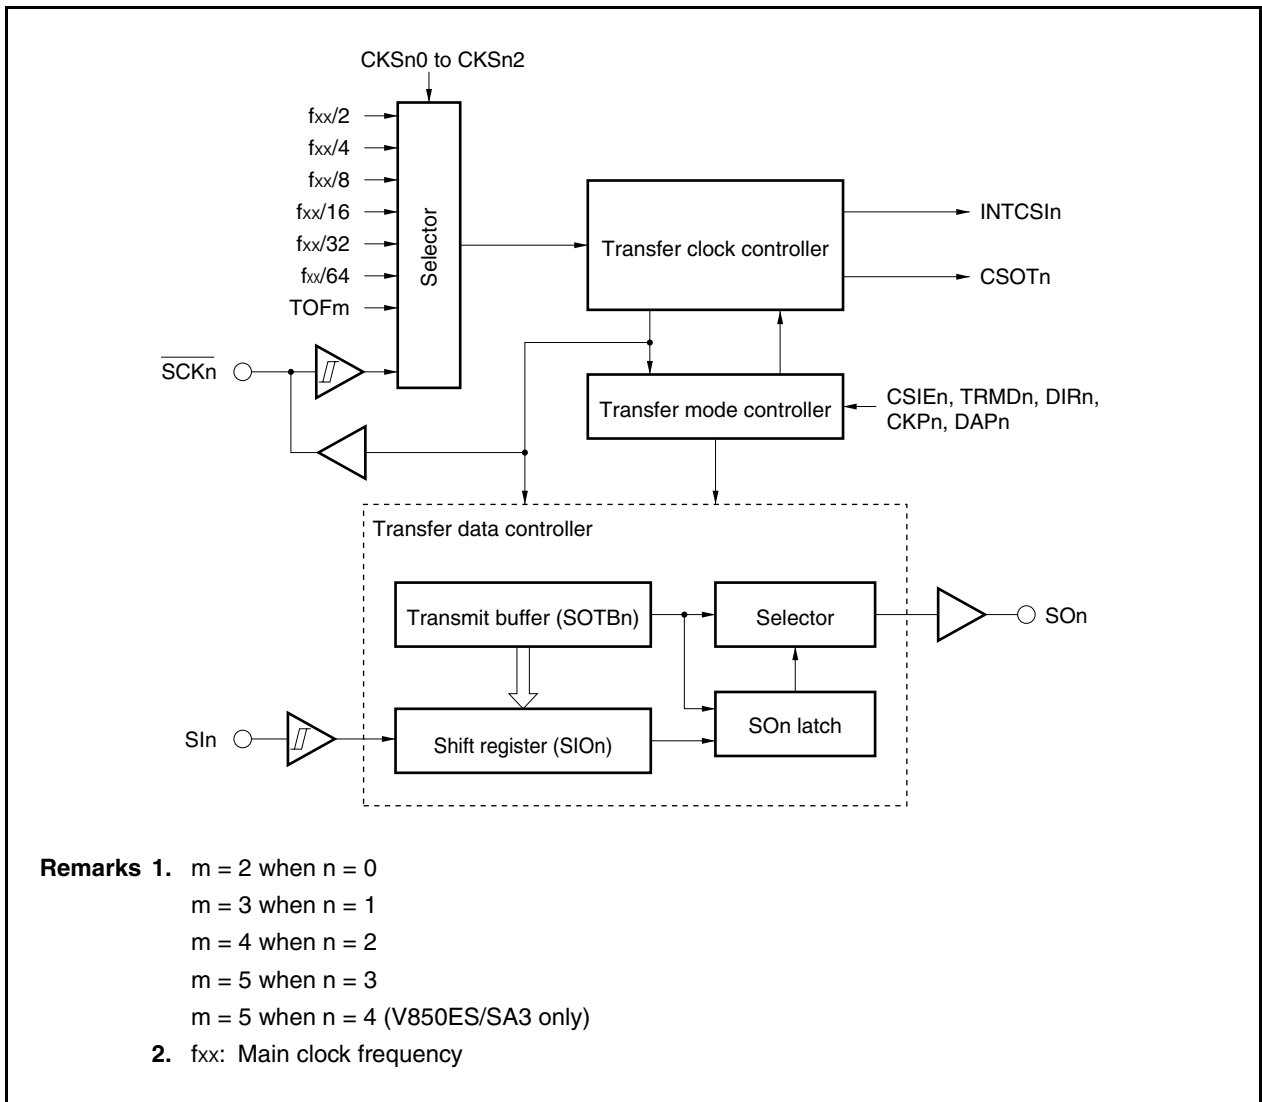 CKSn0 to CKSn2
fxx/2
fxx/4
fxx/8
fxx/16
fxx/32
fxx/64
TOFm
SCKn
Selector
Transfer clock controller
INTCSIn
CSOTn
Transfer mode controller
CSIEn, TRMDn, DIRn,
CKPn, DAPn
Transfer data controller
Transmit buffer (SOTBn)
Selector
SOn
SIn
Shift register (SIOn)
SOn latch
Remarks 1. m = 2 when n = 0
m = 3 when n = 1
m = 4 when n = 2
m = 5 when n = 3
m = 5 when n = 4 (V850ES/SA3 only)
2. fxx: Main clock frequency